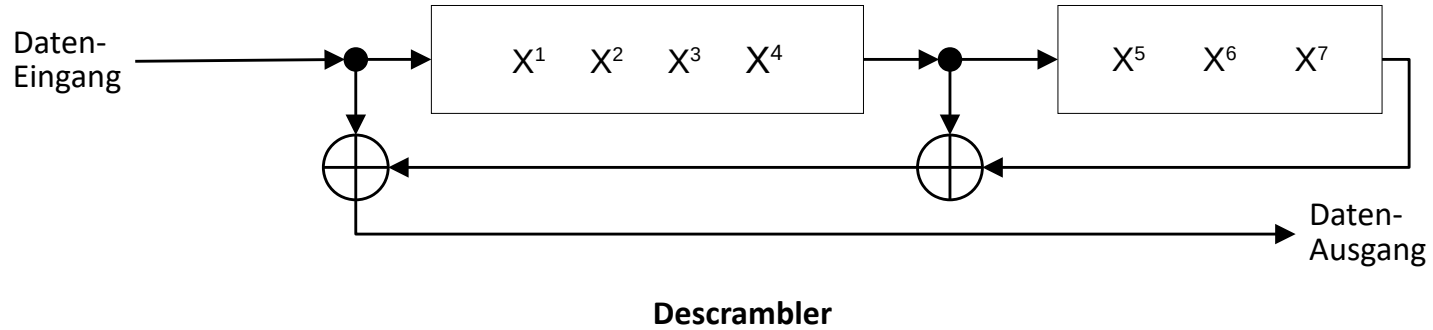 Daten-
Eingang
X¹ X² X³ X⁴
X⁵ X⁶ X⁷
Daten-
Ausgang
Descrambler